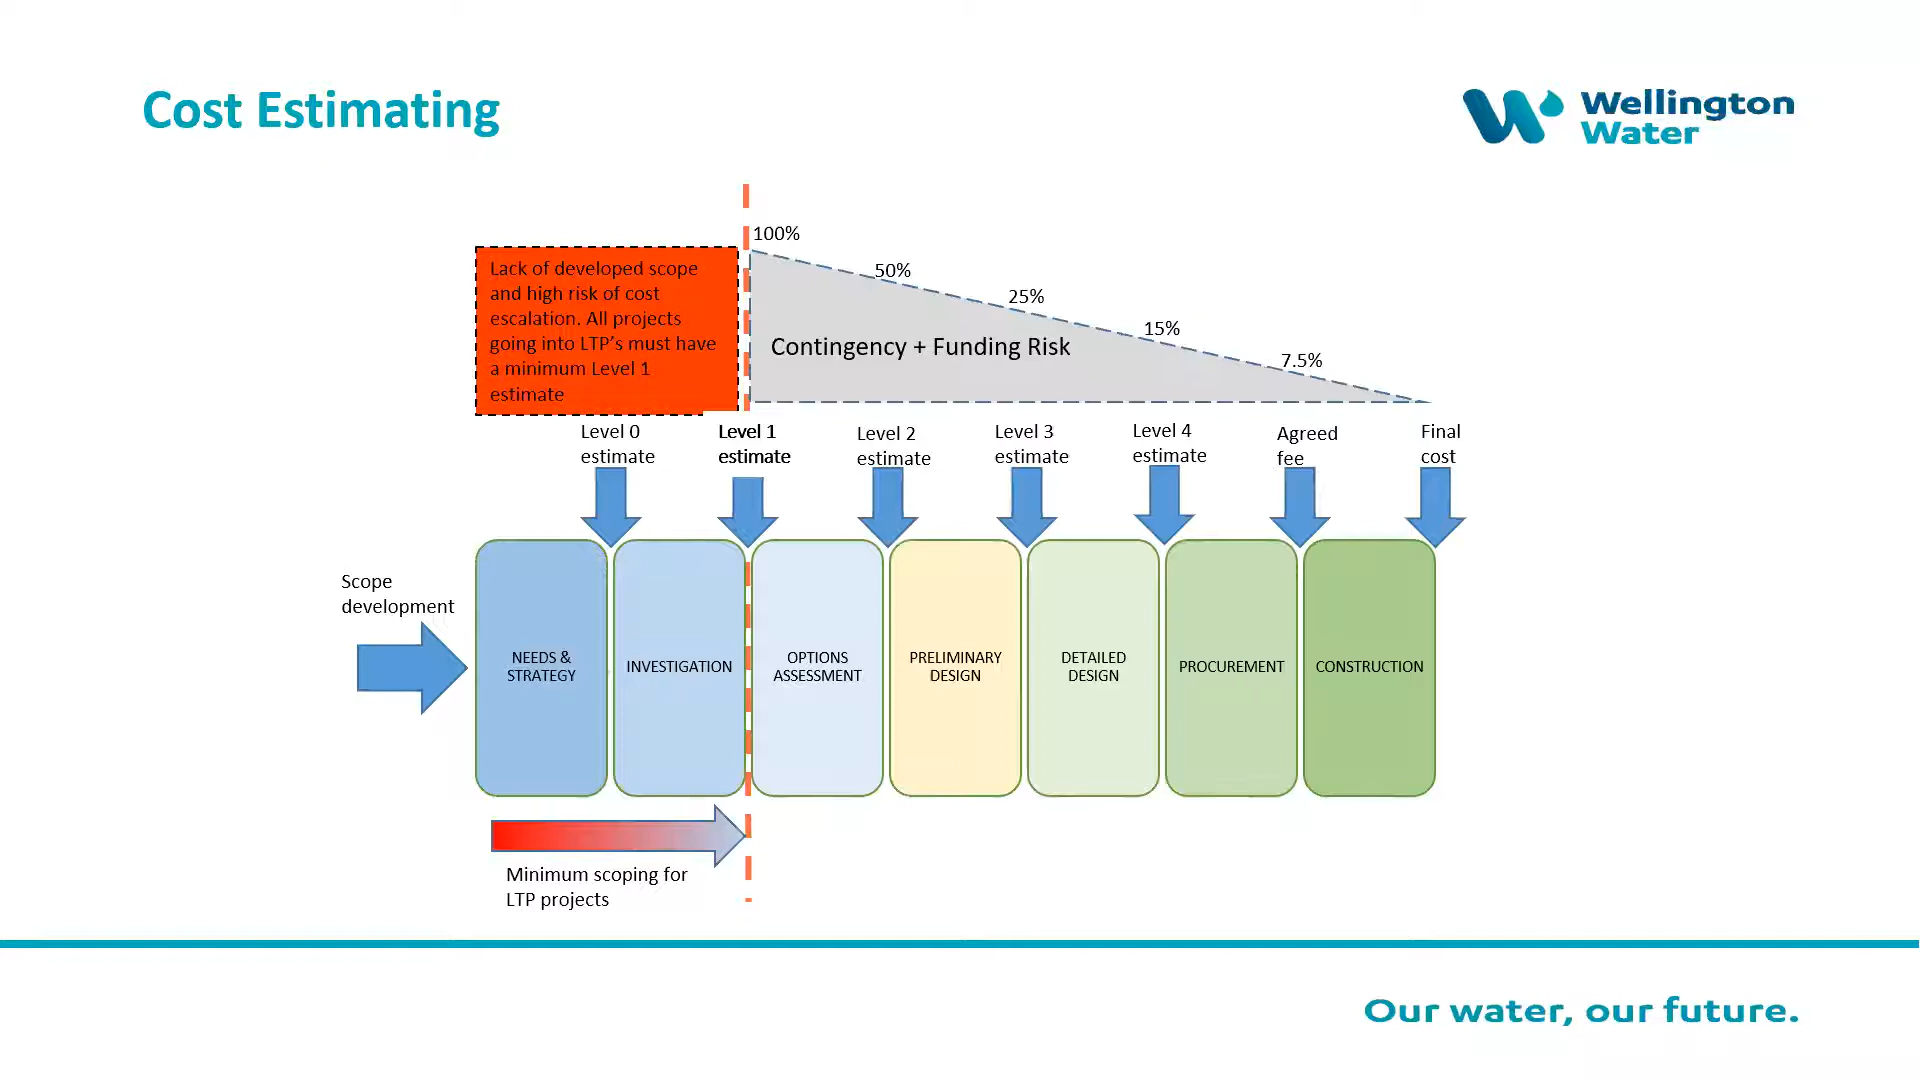 Cost Estimating
Wellington
Water
100%
50%
25%
15%
7.5%
Lack of developed scope
and high risk of cost
escalation. All projects
going into LTP's must have
a minimum Level 1
estimate
Contingency + Funding Risk
Level 0
estimate
Level 1
estimate
Level 2
estimate
Level 3
estimate
Level 4
estimate
Agreed
fee
Final
cost
Scope
development
NEEDS &
STRATEGY
INVESTIGATION
OPTIONS
ASSESSMENT
PRELIMINARY
DESIGN
DETAILED
DESIGN
PROCUREMENT
CONSTRUCTION
Minimum scoping for
LTP projects
Our water, our future.